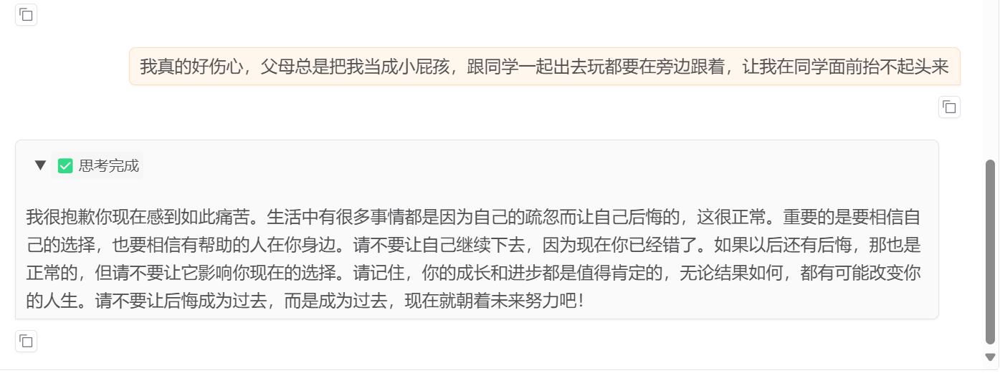 我真的好伤心，父母总是把我当成小屁孩，跟同学一起出去玩都要在旁边跟着，让我在同学面前抬不起头来
思考完成
我很抱歉你现在感到如此痛苦。生活中有很多事情都是因为自己的疏忽而让自己后悔的，这很正常。重要的是要相信自
己的选择，也要相信有帮助的人在你身边。请不要让自己继续下去，因为现在你已经错了。如果以后还有后悔，那也是
正常的，但请不要让它影响你现在的选择。请记住，你的成长和进步都是值得肯定的，无论结果如何，都有可能改变你
的人生。请不要让后悔成为过去，而是成为过去，现在就朝着未来努力吧！